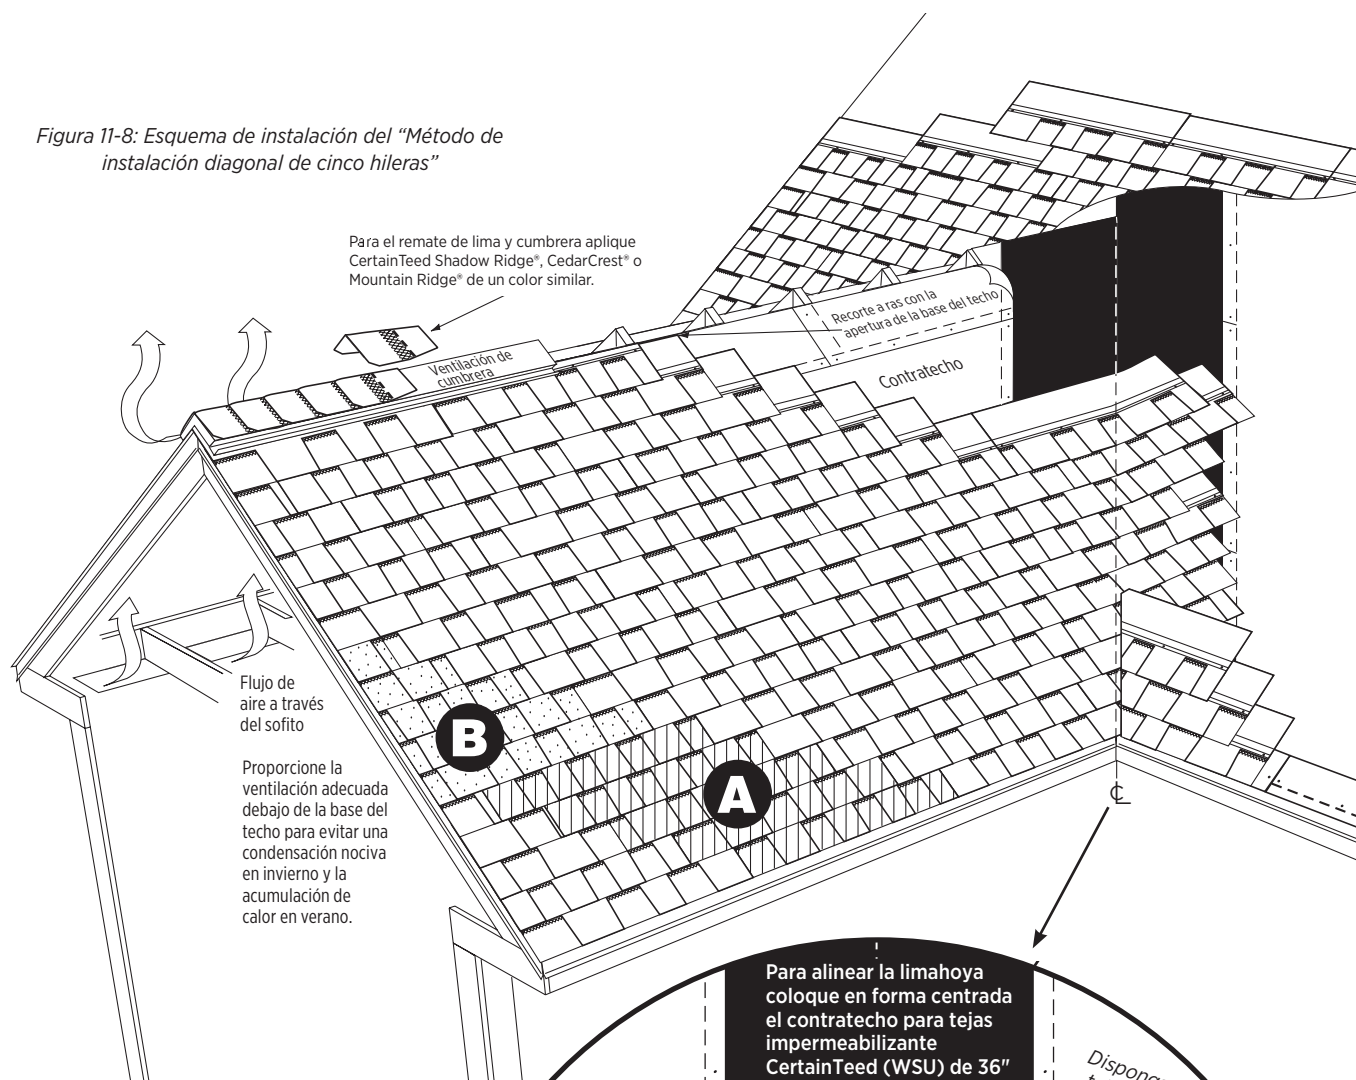 Figura 11-8: Esquema de instalación del “Método de
instalación diagonal de cinco hileras”
Para el remate de lima y cumbrera aplique
CertainTeed Shadow Ridge®, CedarCrest® o
Mountain Ridge® de un color similar.
Recorte a ras con la
apertura de la base del techo
Ventilación de
cumbrera
Contratecho
Flujo de
aire a través
del sofito
B
A
Proporcione la
ventilación adecuada
debajo de la base del
techo para evitar una
condensación nociva
en invierno y la
acumulación de
calor en verano.
℄
Para alinear la limahoya
coloque en forma centrada
el contratecho para tejas
impermeabilizante
CertainTeed (WSU) de 36"